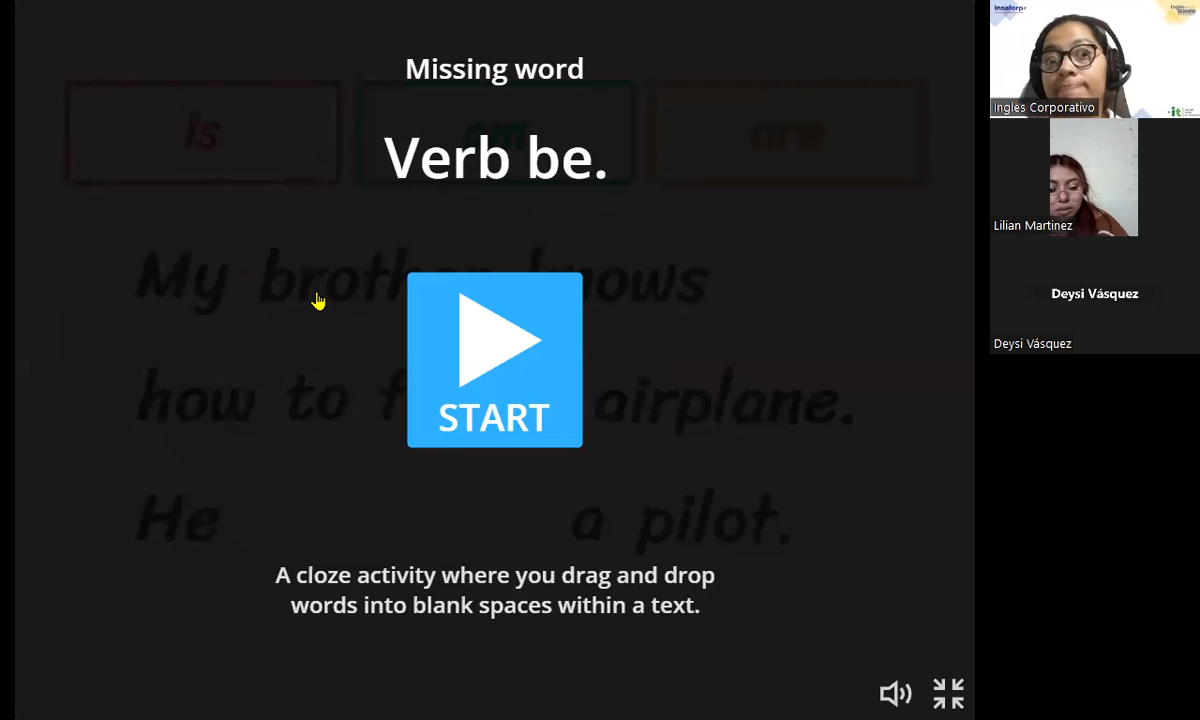 Missing word
is
are
Verb be.
My brother knows
how to f airplane.
START
He a pilot.
A cloze activity where you drag and drop
words into blank spaces within a text.
Insaforp
Ingles Corporativo
Lilian Martinez
Deysi Vásquez
Deysi Vásquez